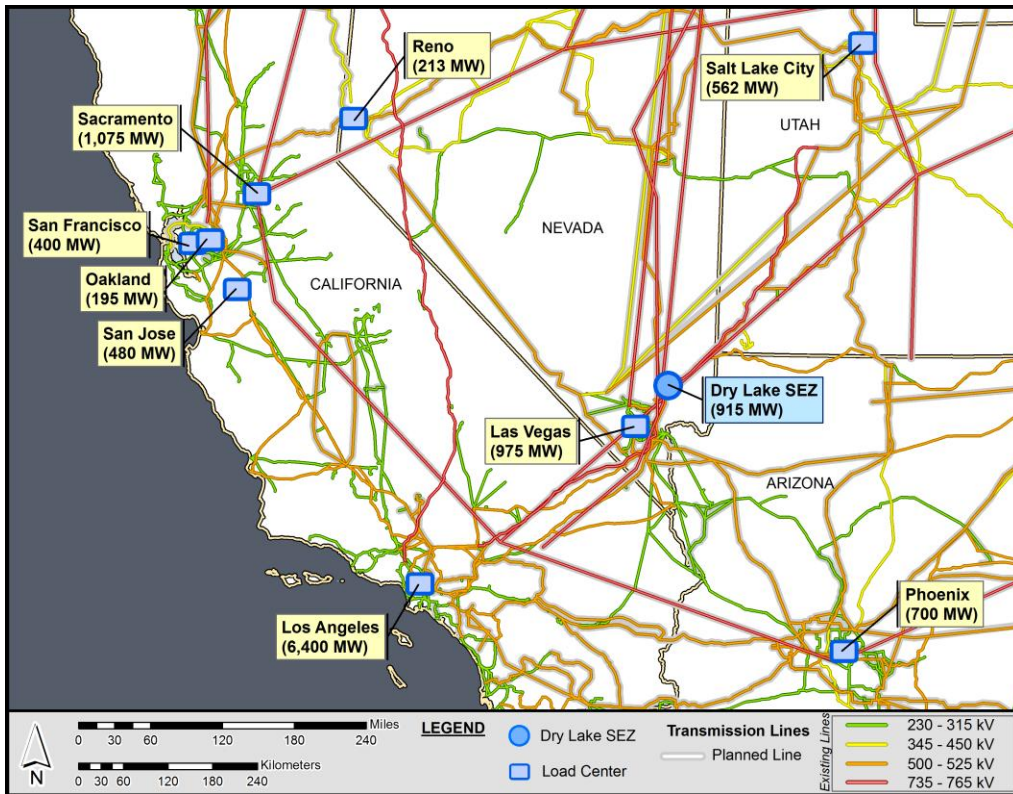 Reno
(213 MW)
Salt Lake City
(562 MW)
UTAH
Sacramento
(1,075 MW)
NEVADA
San Francisco
(400 MW)
Oakland
(195 MW)
CALIFORNIA
San Jose
(480 MW)
Dry Lake SEZ
(915 MW)
Las Vegas
(975 MW)
ARIZONA
Phoenix
(700 MW)
Los Angeles
(6,400 MW)
N
Miles
0 30 60 120 180 240
Kilometers
0 30 60 120 180 240
LEGEND
Dry Lake SEZ
Load Center
Transmission Lines
Planned Line
Existing Lines
230 - 315 kV
345 - 450 kV
500 - 525 kV
735 - 765 kV